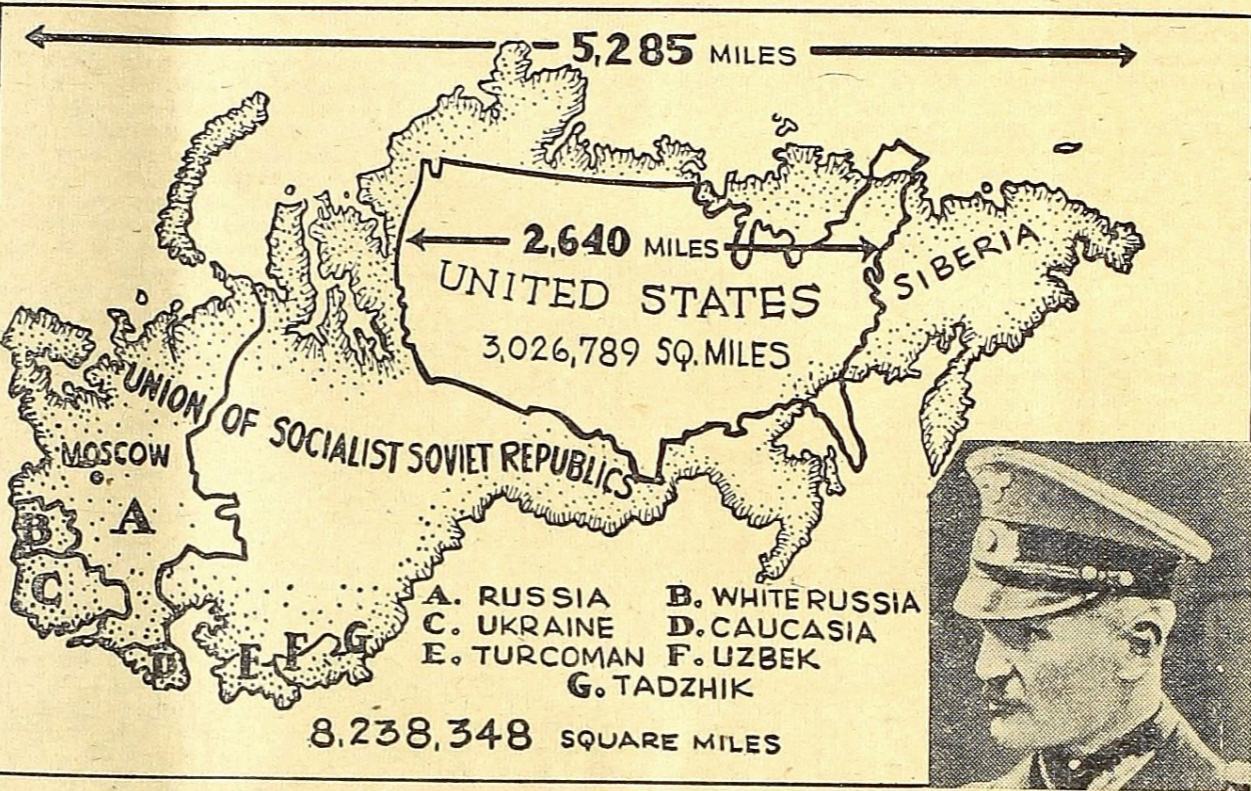 5,285 MILES
2,640 MILES
UNITED STATES
3,026,789 SQ. MILES
SIBERIA
UNION OF SOCIALIST SOVIET REPUBLICS
MOSCOW
A
B
C
D
E
F
G
A. RUSSIA B. WHITE RUSSIA
C. UKRAINE D. CAUCASIA
E. TURCOMAN F. UZBEK
G. TADZHIK
8,238,348 SQUARE MILES